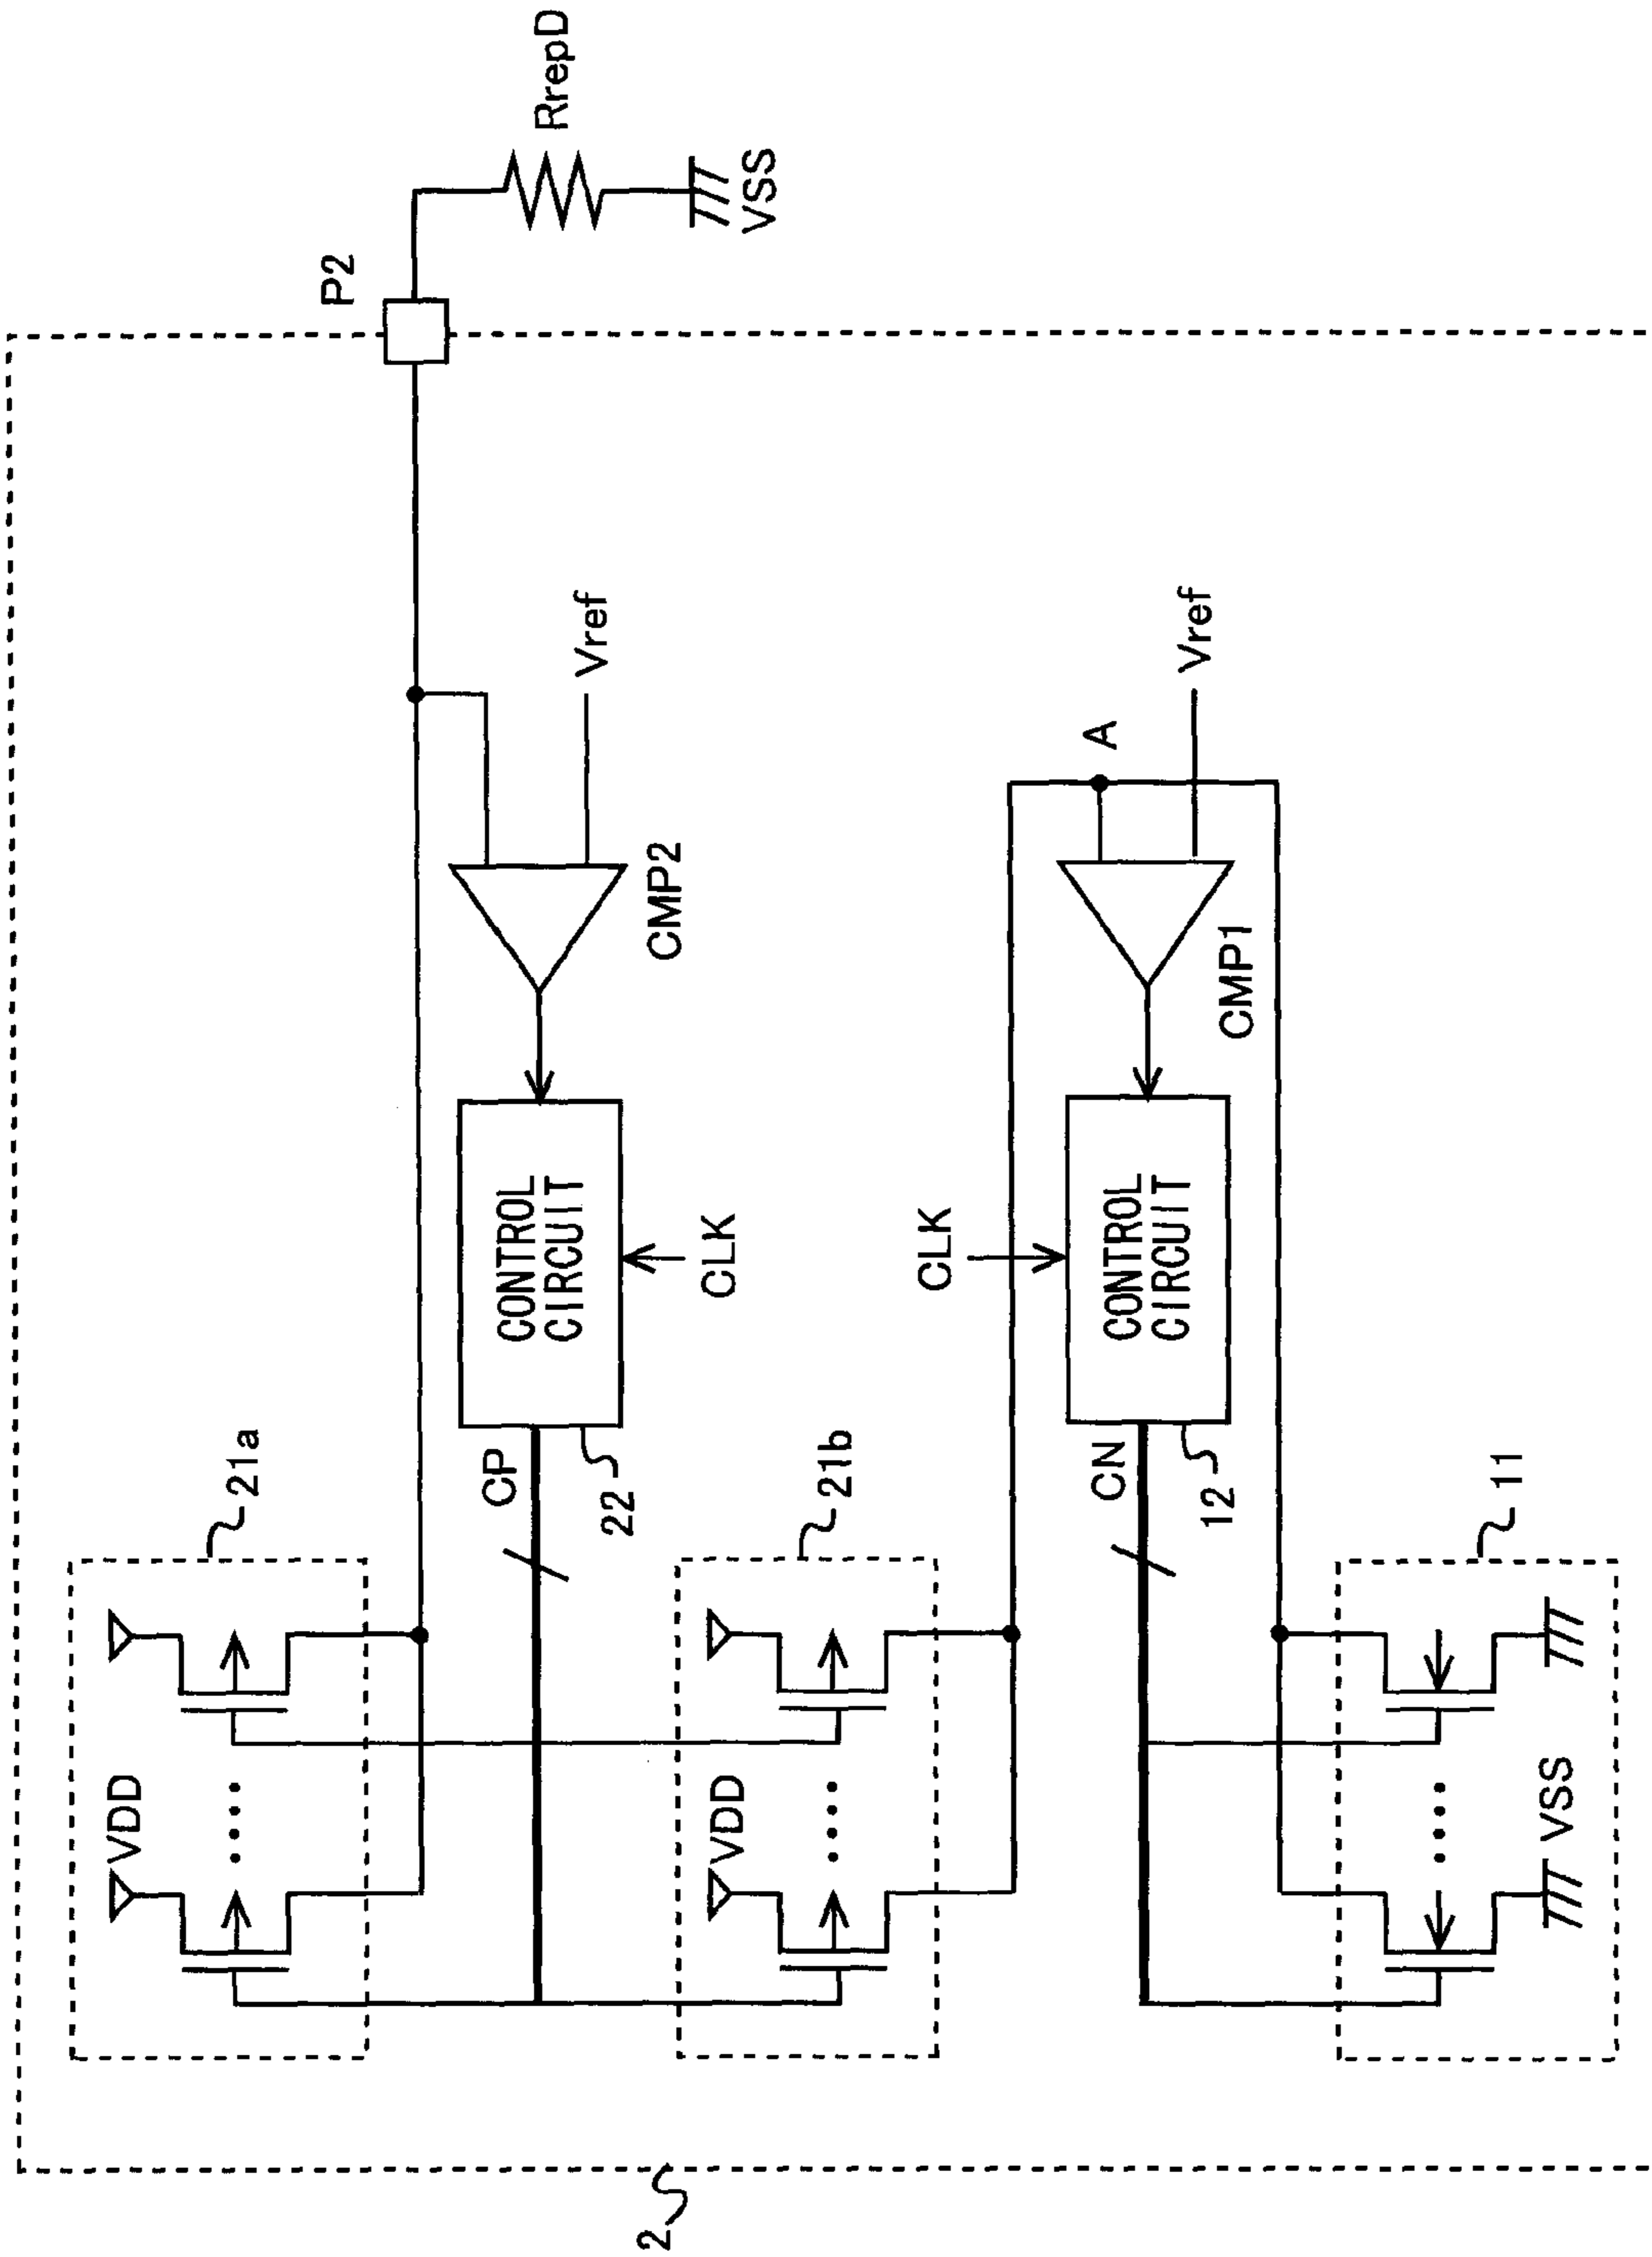 RrepD
VSS
P2
Vref
CMP2
A
Vref
CMP1
CONTROL
CIRCUIT
CLK
CLK
CONTROL
CIRCUIT
21a
CP
22
21b
CN
12
11
VDD
VDD
VSS
2